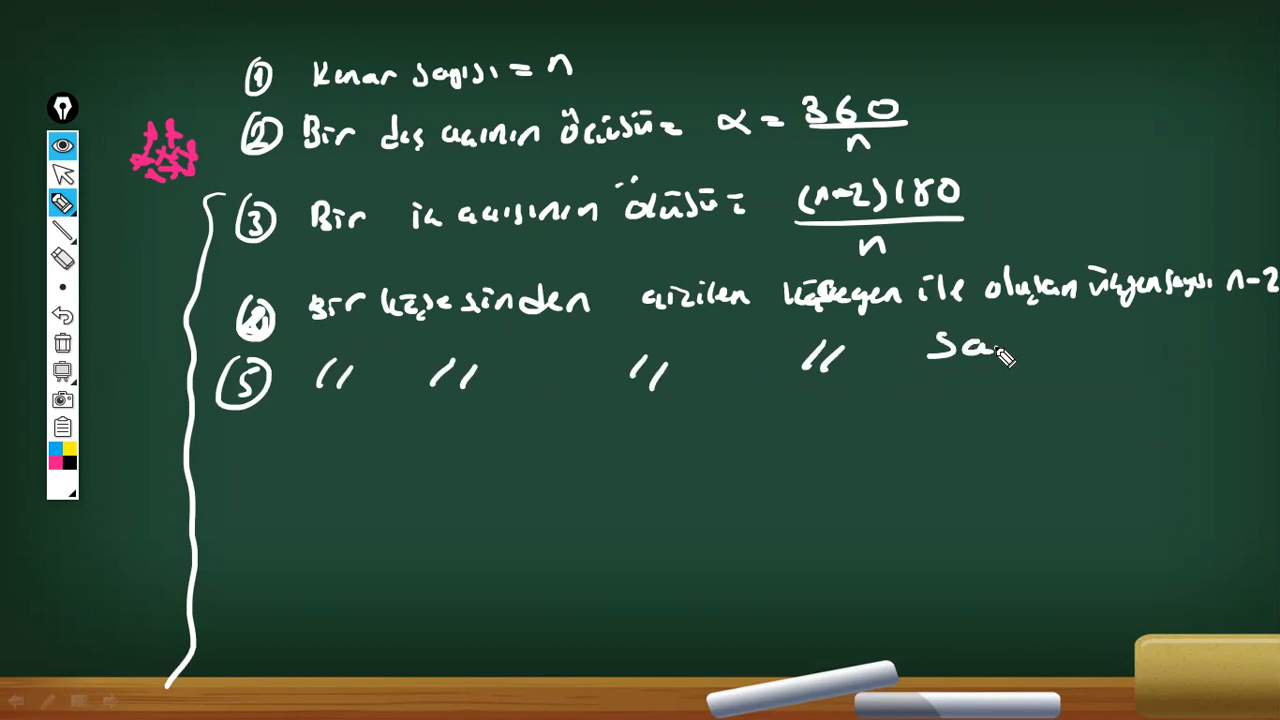 ① Kenar sayısı = n
② Bir dış açının ölçüsü = α = 360/n
③ Bir iç açısının ölçüsü = (n-2)180/n
④ Bir köşesinden çizilen köşegen ile oluşan üçgen sayısı n-2
⑤ " " " " Sa